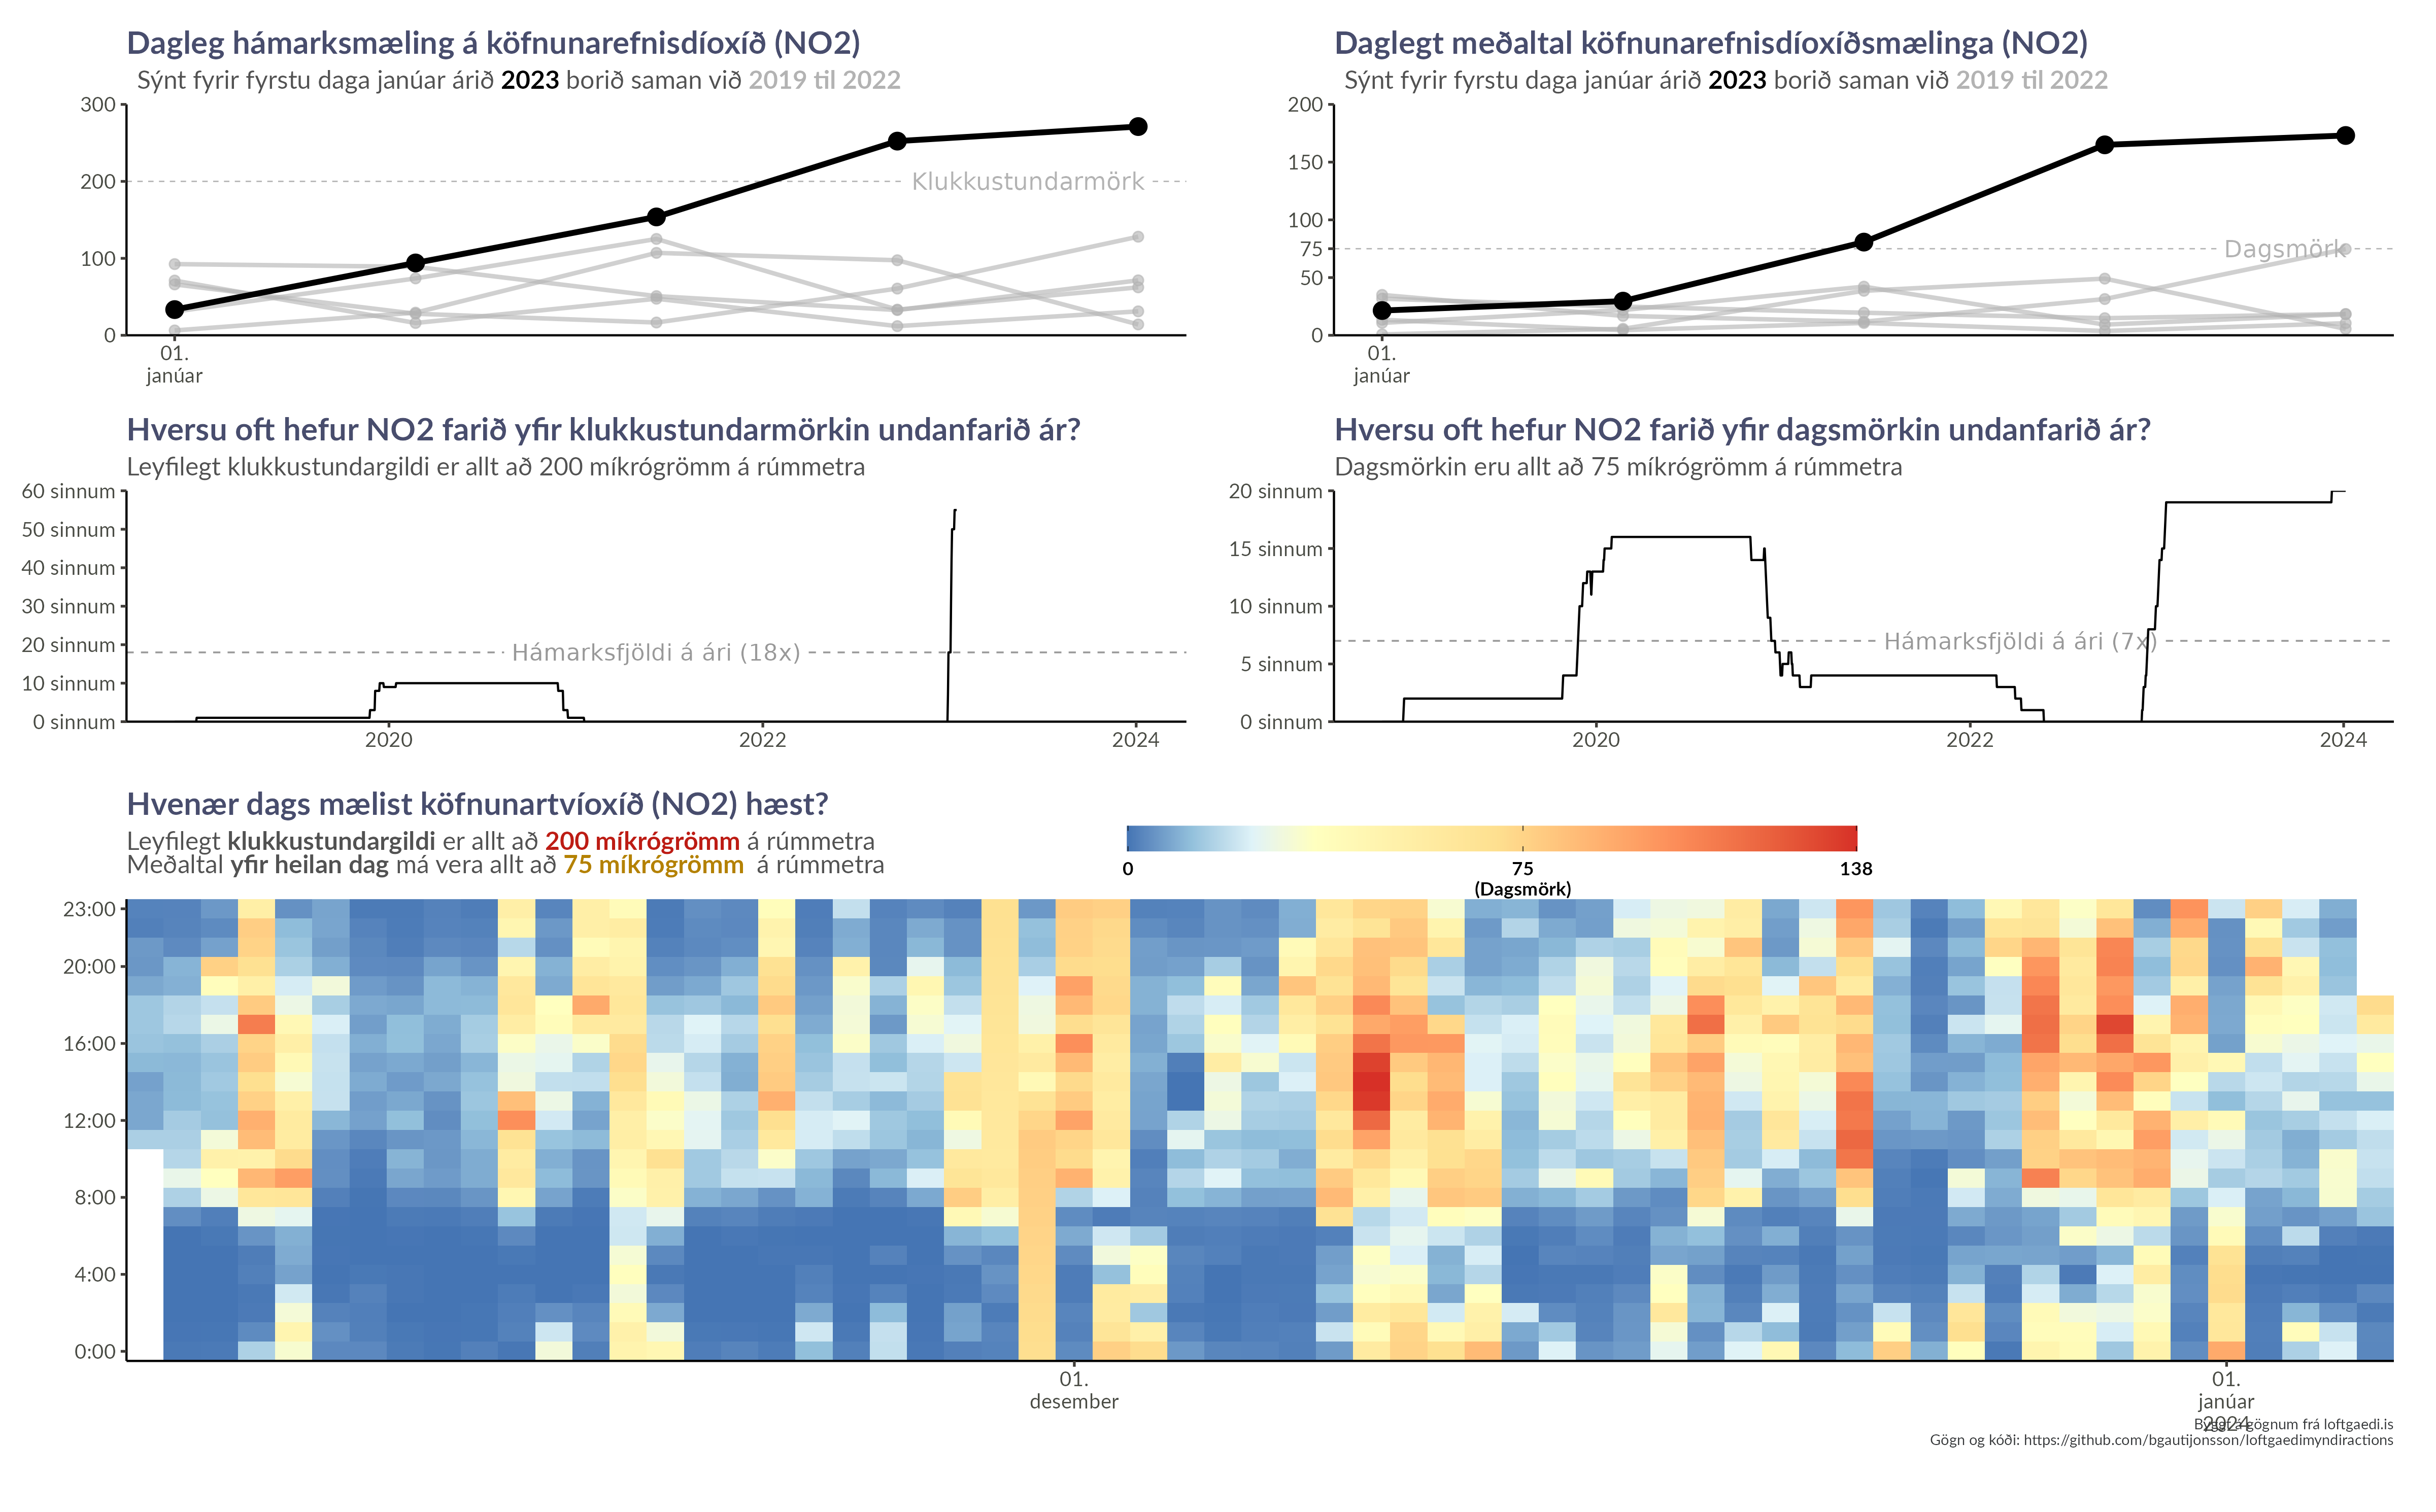 Dagleg hámarksmæling á köfnunarefnisdíoxíð (NO2)
Sýnt fyrir fyrstu daga janúar árið 2023 borið saman við 2019 til 2022
300
200
100
0
Klukkustundarmörk
01.
janúar
Daglegt meðaltal köfnunarefnisdíoxíðsmælinga (NO2)
Sýnt fyrir fyrstu daga janúar árið 2023 borið saman við 2019 til 2022
200
150
100
75
50
0
Dagsmörk
01.
janúar
Hversu oft hefur NO2 farið yfir klukkustundarmörkin undanfarið ár?
Leyfilegt klukkustundargildi er allt að 200 míkrógrömm á rúmmetra
60 sinnum
50 sinnum
40 sinnum
30 sinnum
20 sinnum
10 sinnum
0 sinnum
Hámarksfjöldi á ári (18x)
2020
2022
2024
Hversu oft hefur NO2 farið yfir dagsmörkin undanfarið ár?
Dagsmörkin eru allt að 75 míkrógrömm á rúmmetra
20 sinnum
15 sinnum
10 sinnum
5 sinnum
0 sinnum
Hámarksfjöldi á ári (7x)
2020
2022
2024
Hvenær dags mælist köfnunartvíoxíð (NO2) hæst?
Leyfilegt klukkustundargildi er allt að 200 míkrógrömm á rúmmetra
Meðaltal yfir heilan dag má vera allt að 75 míkrógrömm á rúmmetra
0
75
(Dagsmörk)
138
23:00
20:00
16:00
12:00
8:00
4:00
0:00
01.
desember
01.
janúar
2024
Byggt á gögnum frá loftgaedi.is
Gögn og kóði: https://github.com/bgautijonsson/loftgaedimyndiractions